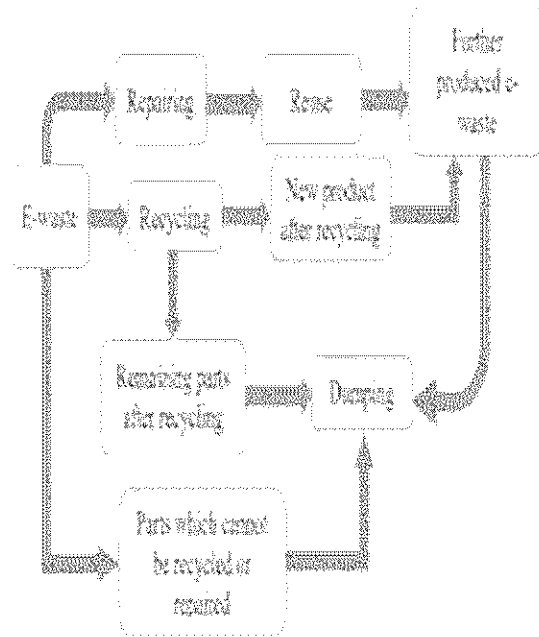 Further
produced e-
waste
Repairing
Reuse
E-waste
Recycling
New product
after recycling
Remaining parts
after recycling
Dumping
Parts which cannot
be recycled or
repaired